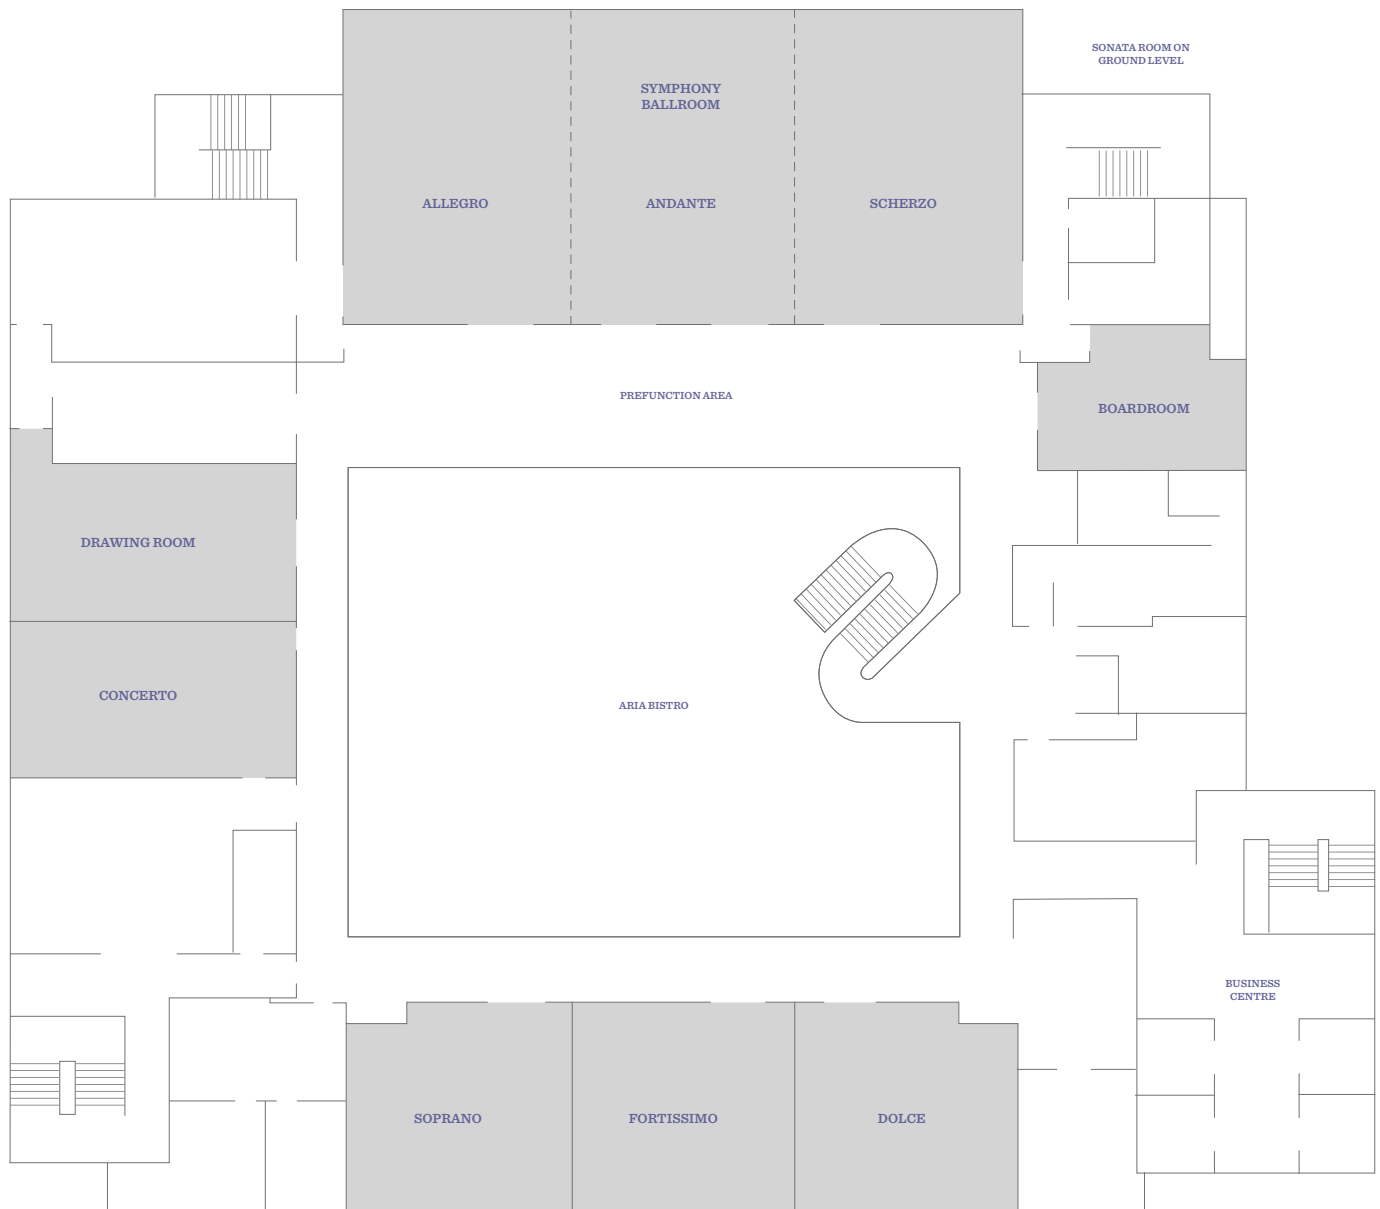 SONATA ROOM ON
GROUND LEVEL
SYMPHONY
BALLROOM
ALLEGRO
ANDANTE
SCHERZO
PREFUNCTION AREA
BOARDROOM
DRAWING ROOM
CONCERTO
ARIA BISTRO
BUSINESS
CENTRE
SOPRANO
FORTISSIMO
DOLCE